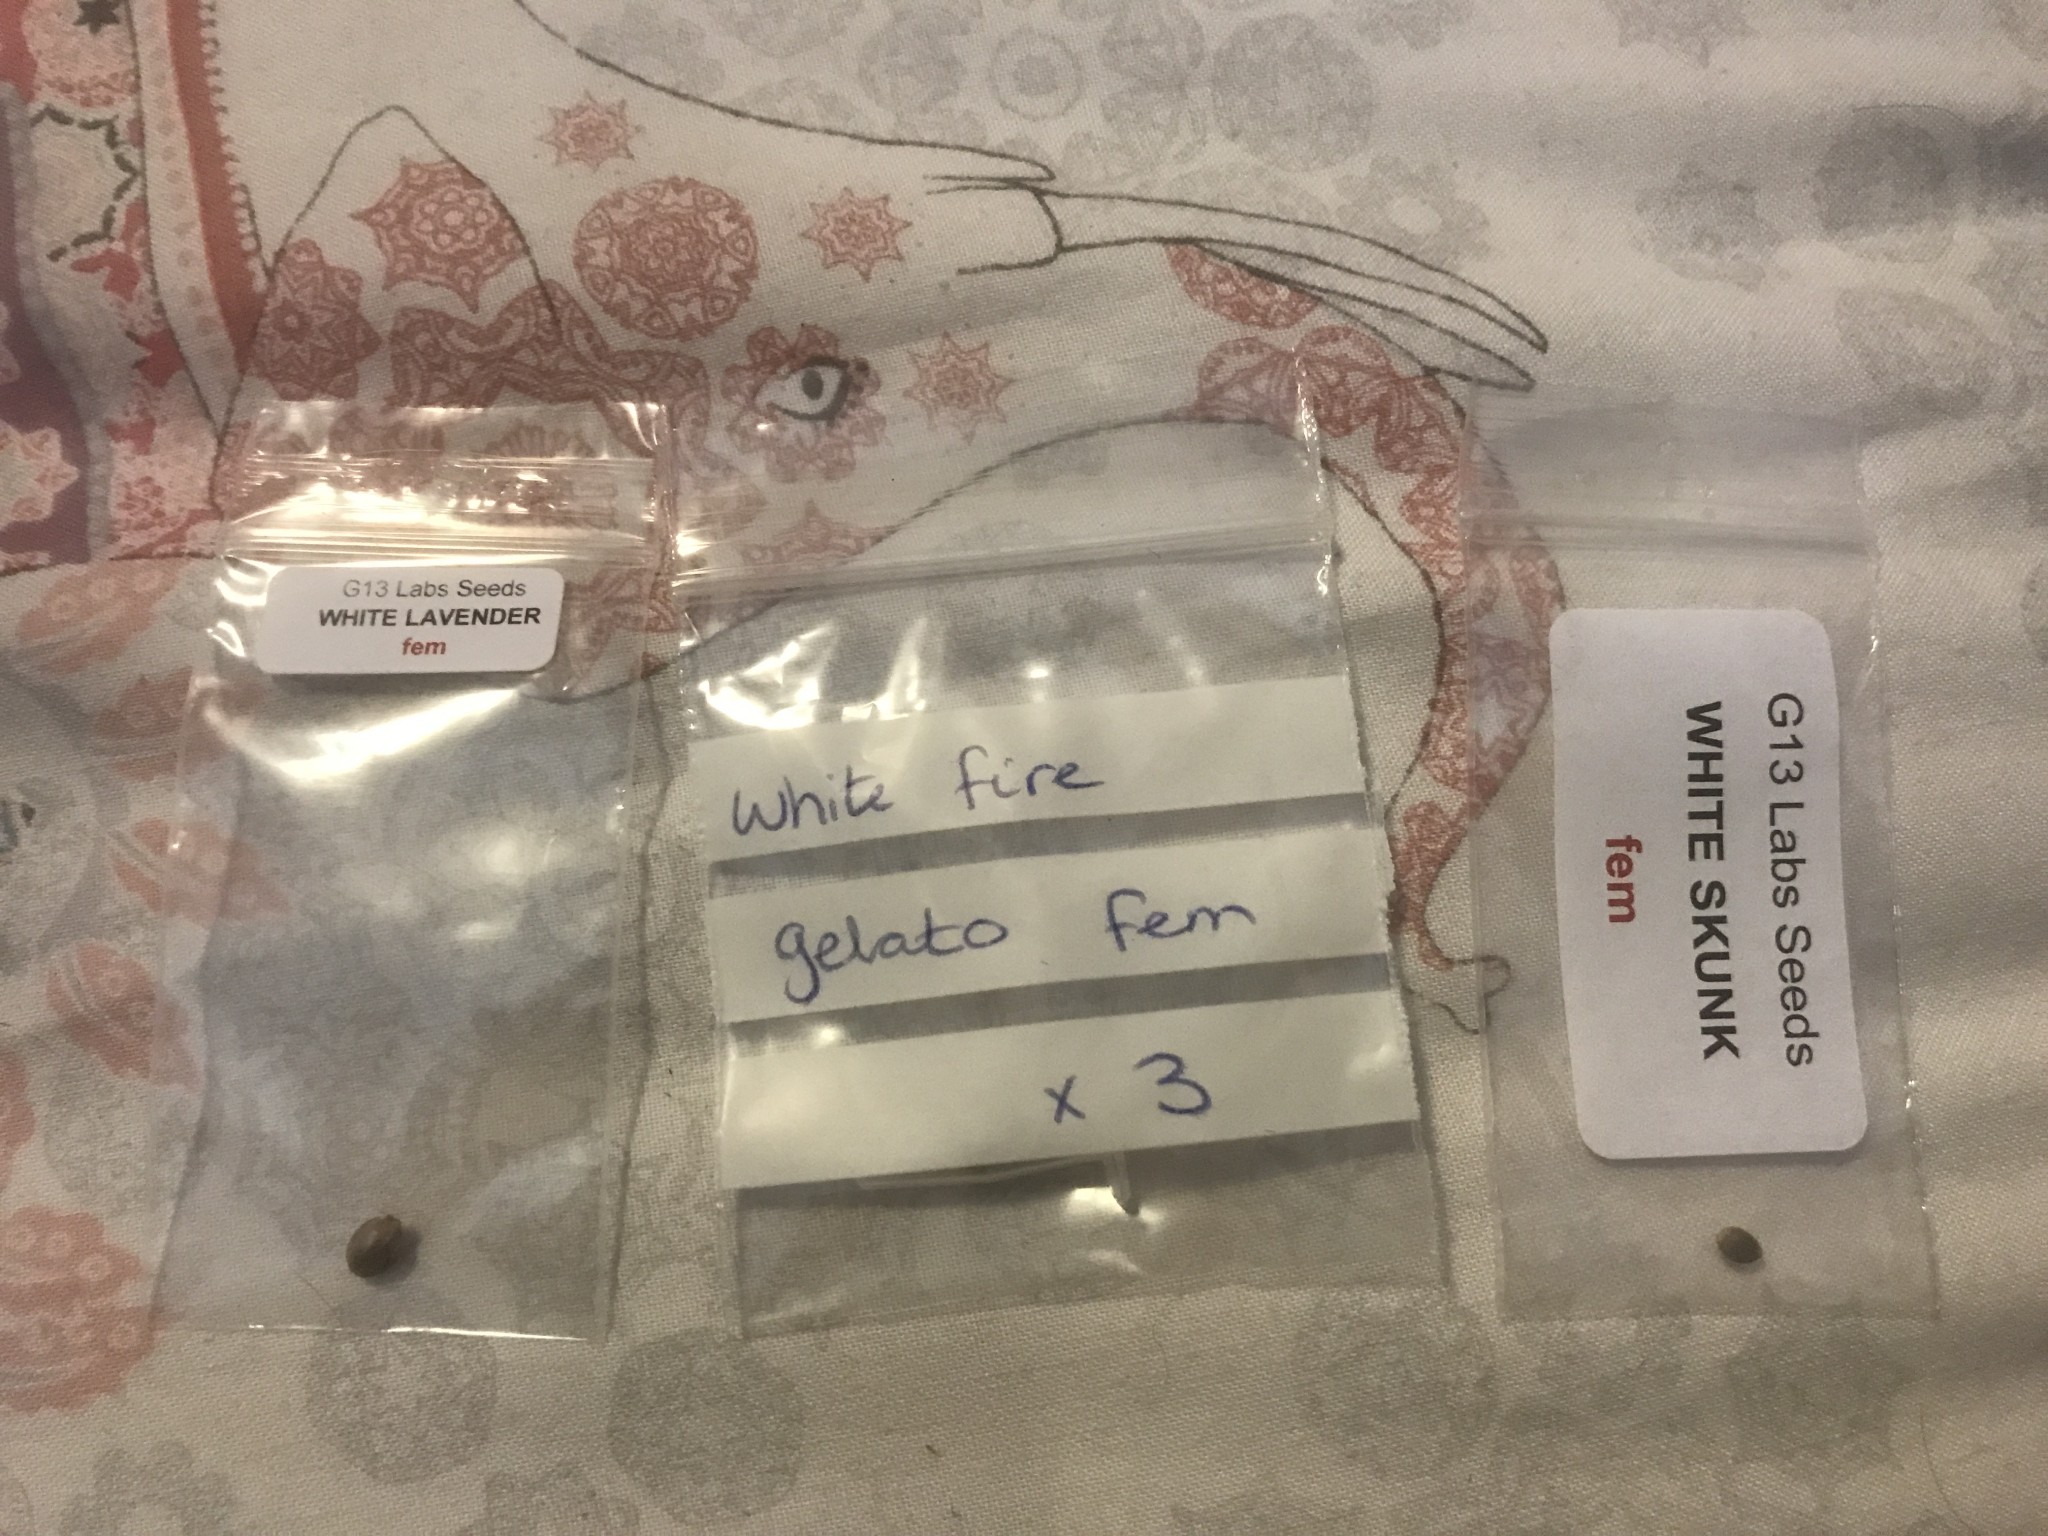 G13 Labs Seeds
WHITE LAVENDER
fem
white fire
gelato fem
x 3
G13 Labs Seeds
WHITE SKUNK
fem